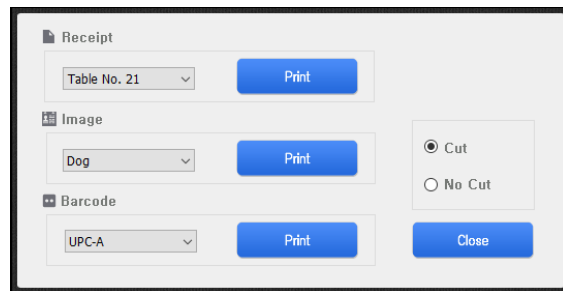 Receipt
Table No. 21
Print
Image
Dog
Print
Cut
No Cut
Barcode
UPC-A
Print
Close